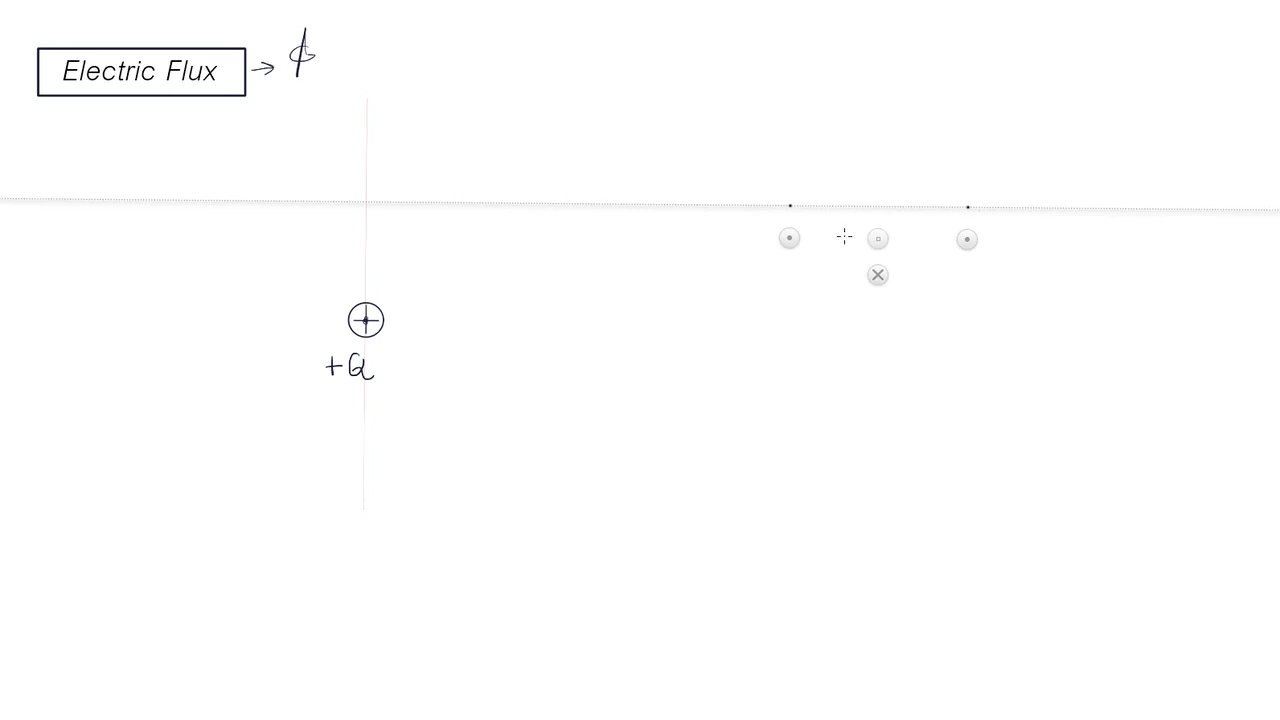 Electric Flux → ϕ
+Q